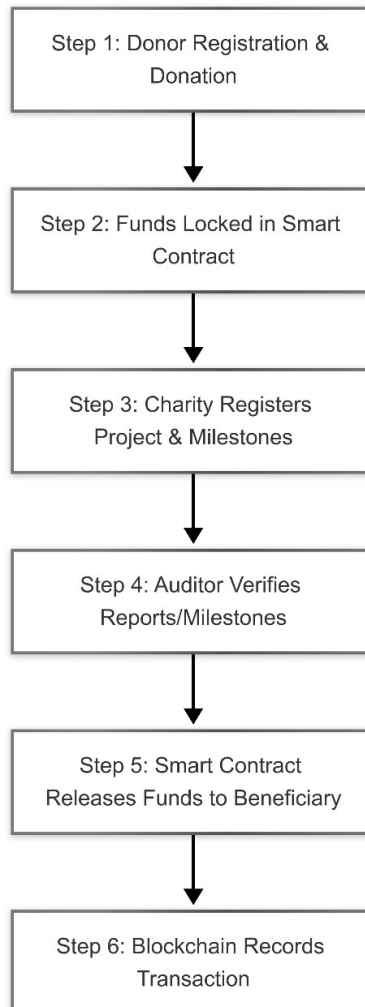 Step 1: Donor Registration &
Donation
Step 2: Funds Locked in Smart
Contract
Step 3: Charity Registers
Project & Milestones
Step 4: Auditor Verifies
Reports/Milestones
Step 5: Smart Contract
Releases Funds to Beneficiary
Step 6: Blockchain Records
Transaction